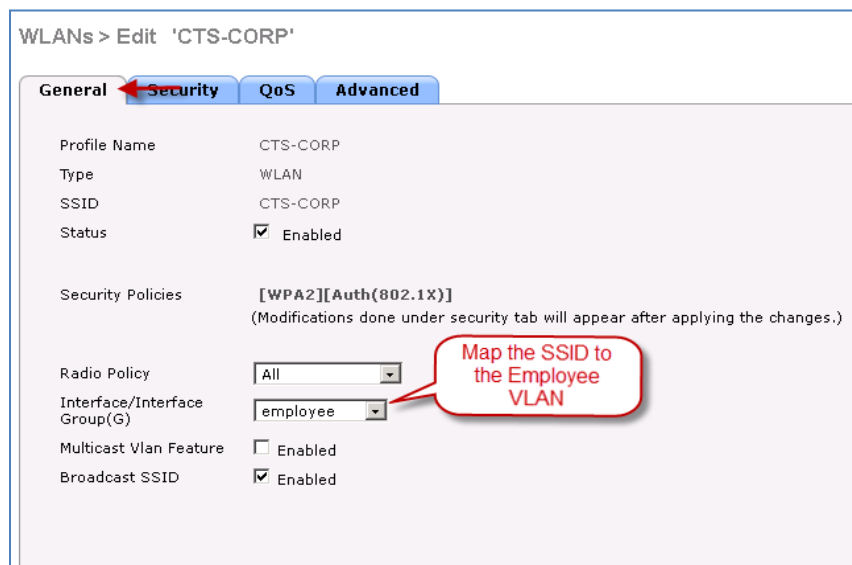 WLANs > Edit 'CTS-CORP'
General Security QoS Advanced
Profile Name CTS-CORP
Type WLAN
SSID CTS-CORP
Status Enabled
Security Policies [WPA2][Auth(802.1X)]
(Modifications done under security tab will appear after applying the changes.)
Radio Policy All
Interface/Interface
Group(G) employee
Map the SSID to
the Employee
VLAN
Multicast Vlan Feature Enabled
Broadcast SSID Enabled